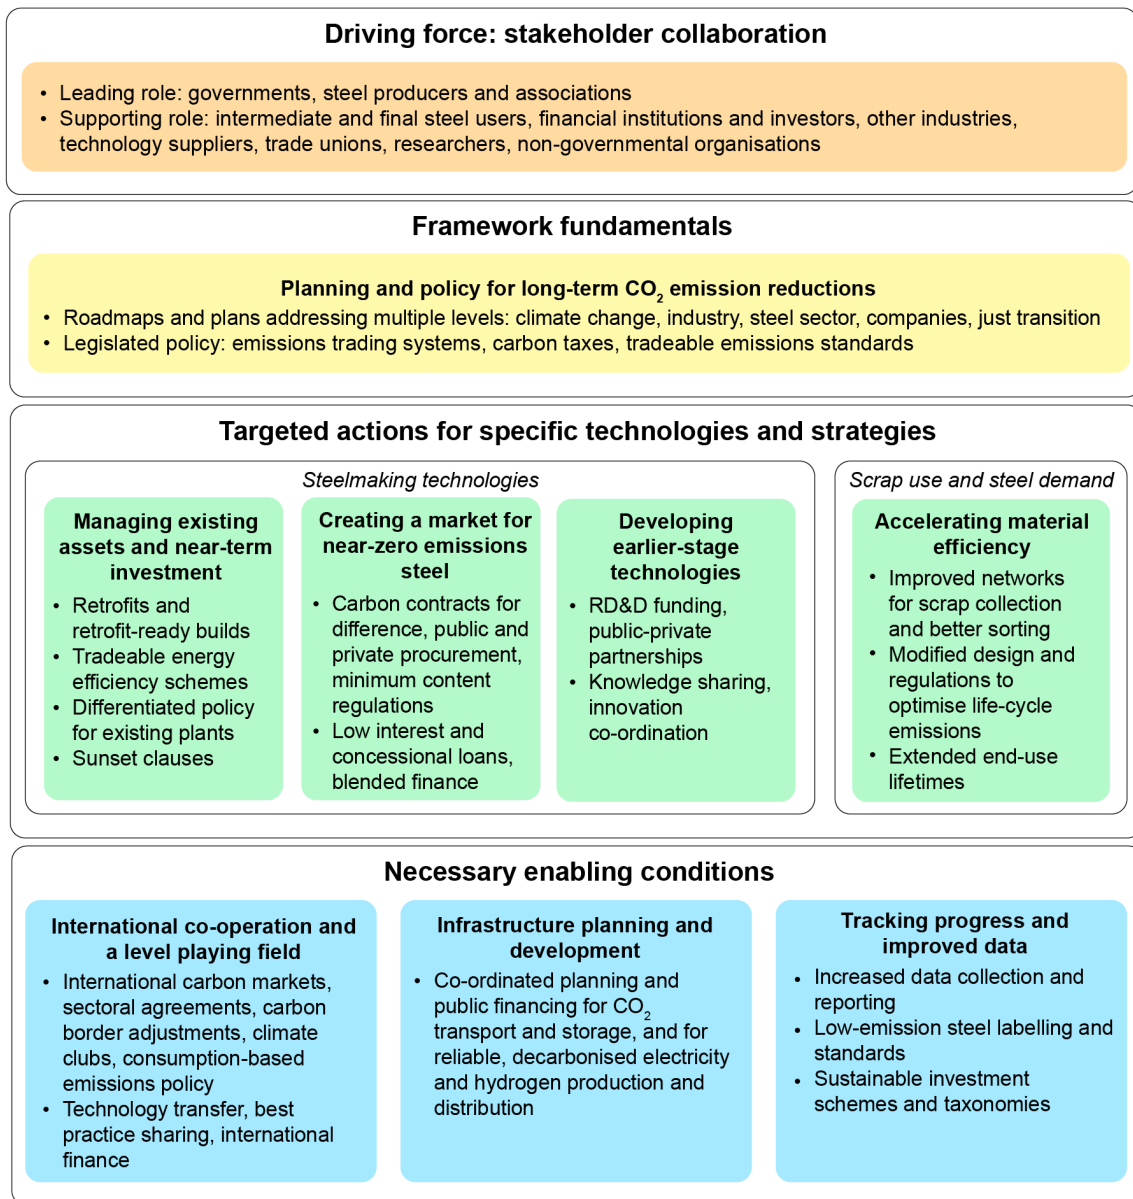 Driving force: stakeholder collaboration
• Leading role: governments, steel producers and associations
• Supporting role: intermediate and final steel users, financial institutions and investors, other industries,
technology suppliers, trade unions, researchers, non-governmental organisations
Framework fundamentals
Planning and policy for long-term CO₂ emission reductions
• Roadmaps and plans addressing multiple levels: climate change, industry, steel sector, companies, just transition
• Legislated policy: emissions trading systems, carbon taxes, tradeable emissions standards
Targeted actions for specific technologies and strategies
Steelmaking technologies
Managing existing
assets and near-term
investment
• Retrofits and
retrofit-ready builds
• Tradeable energy
efficiency schemes
• Differentiated policy
for existing plants
• Sunset clauses
Creating a market for
near-zero emissions
steel
• Carbon contracts for
difference, public and
private procurement,
minimum content
regulations
• Low interest and
concessional loans,
blended finance
Developing
earlier-stage
technologies
• RD&D funding,
public-private
partnerships
• Knowledge sharing,
innovation
co-ordination
Scrap use and steel demand
Accelerating material
efficiency
• Improved networks
for scrap collection
and better sorting
• Modified design and
regulations to
optimise life-cycle
emissions
• Extended end-use
lifetimes
Necessary enabling conditions
International co-operation and
a level playing field
• International carbon markets,
sectoral agreements, carbon
border adjustments, climate
clubs, consumption-based
emissions policy
• Technology transfer, best
practice sharing, international
finance
Infrastructure planning and
development
• Co-ordinated planning and
public financing for CO₂
transport and storage, and for
reliable, decarbonised electricity
and hydrogen production and
distribution
Tracking progress and
improved data
• Increased data collection and
reporting
• Low-emission steel labelling and
standards
• Sustainable investment
schemes and taxonomies